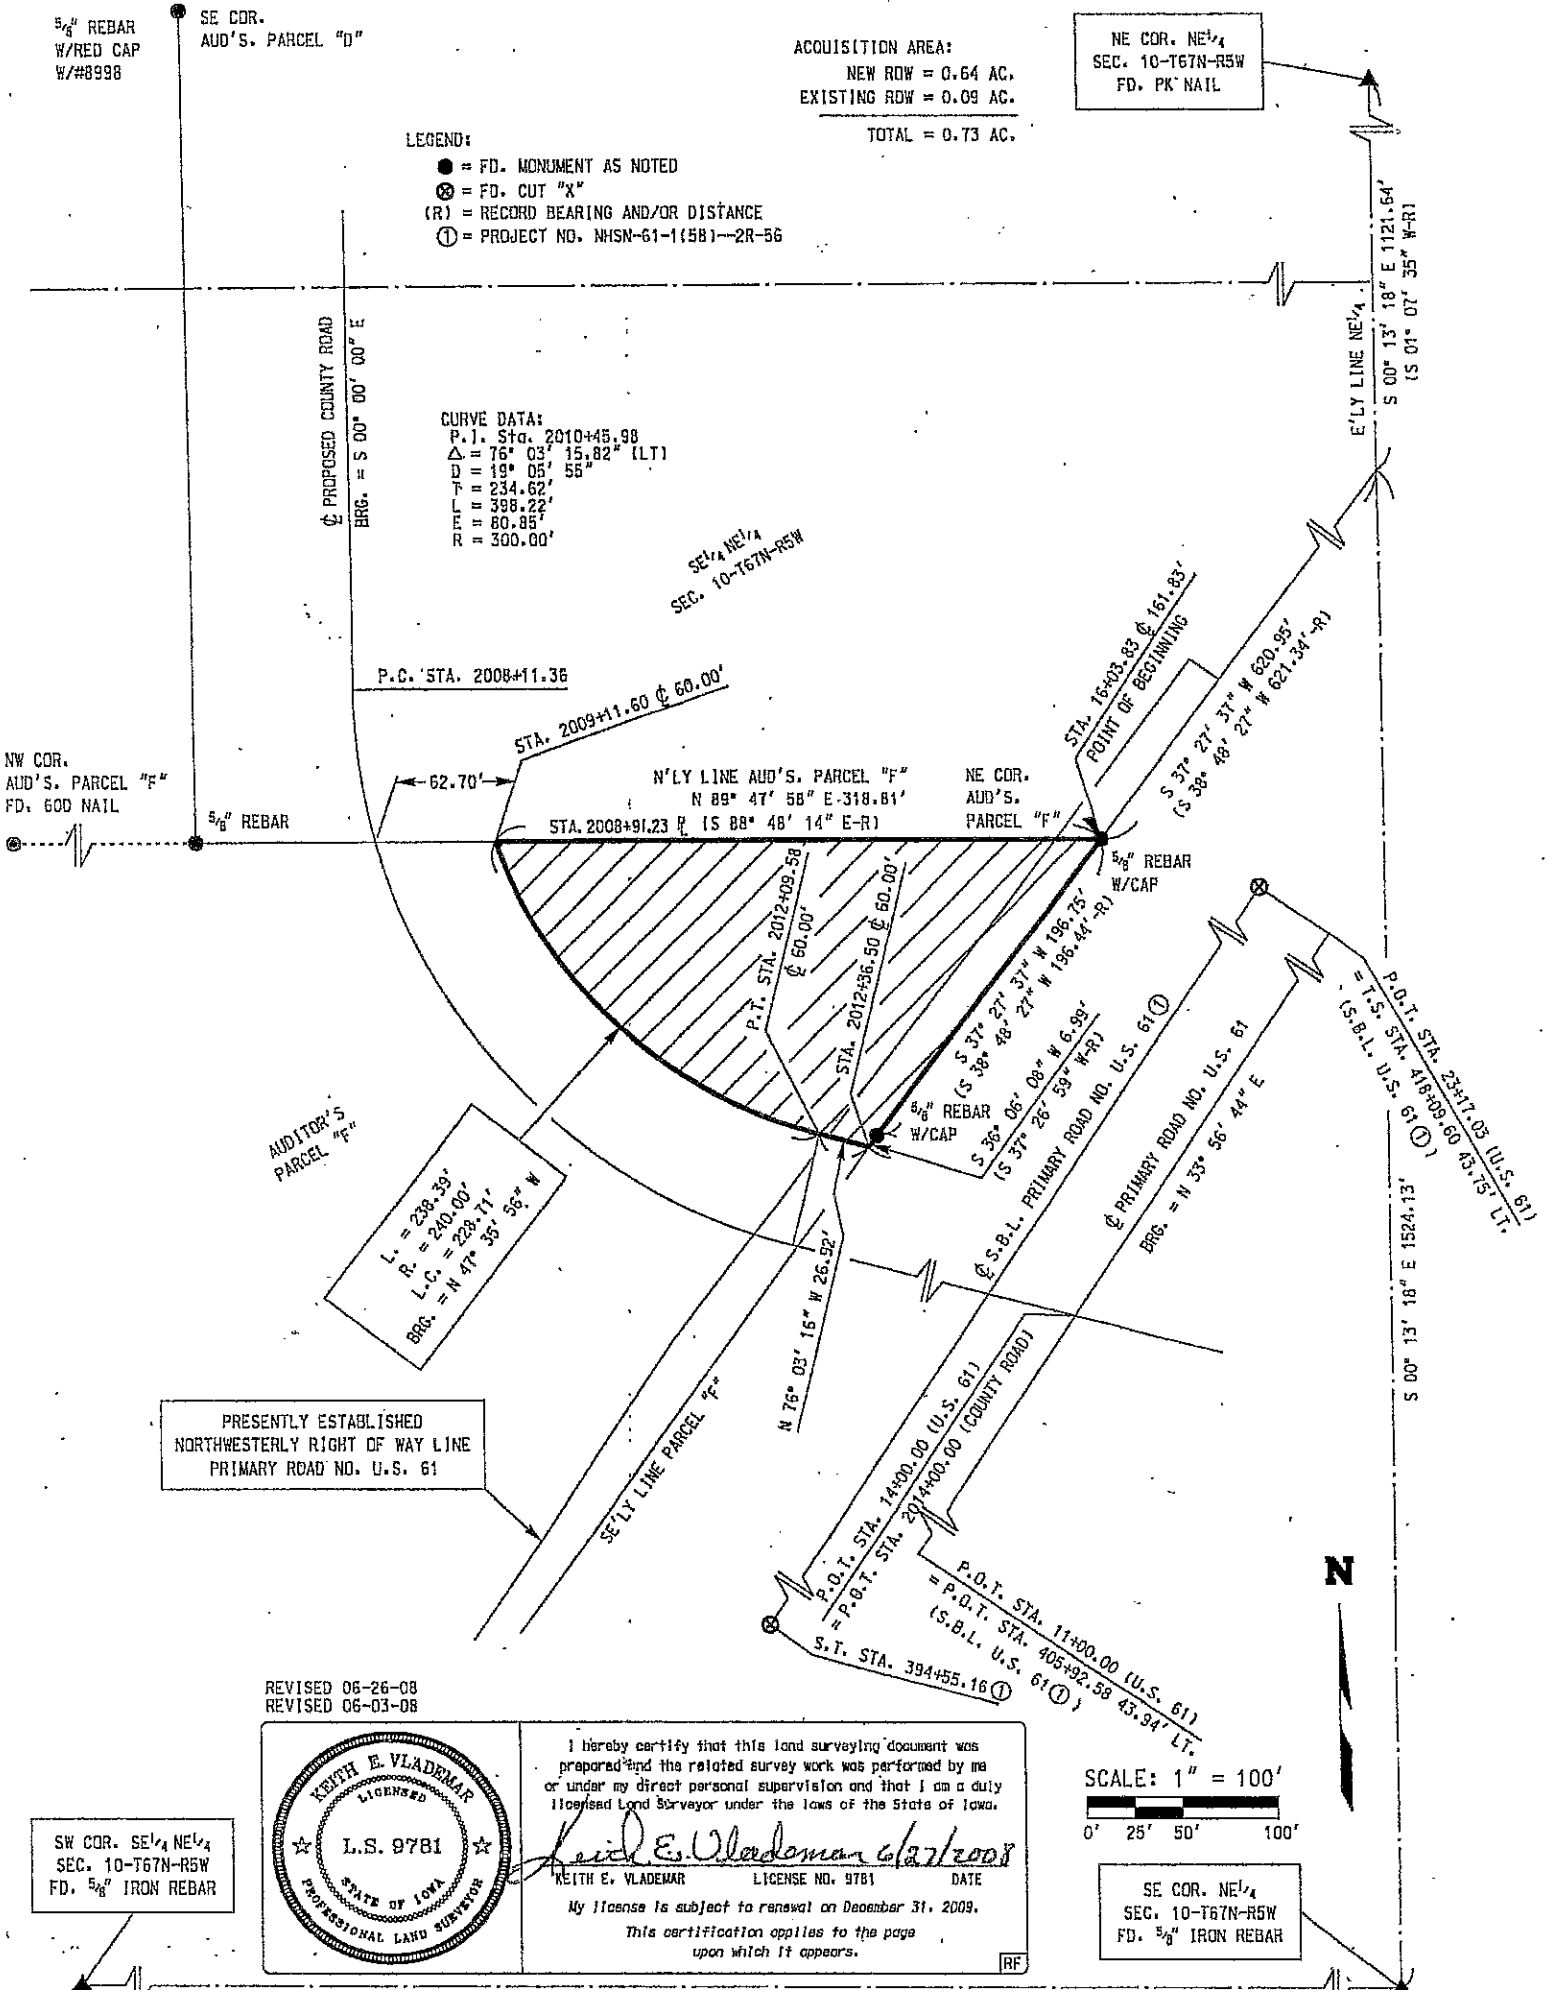 5/8" REBAR
W/RED CAP
W/#8998
SE COR.
AUD'S. PARCEL "D"
ACQUISITION AREA:
NEW ROW = 0.64 AC.
EXISTING ROW = 0.09 AC.
TOTAL = 0.73 AC.
NE COR. NE1/4
SEC. 10-T67N-R5W
FD. PK NAIL
LEGEND:
● = FD. MONUMENT AS NOTED
⊗ = FD. CUT "X"
(R) = RECORD BEARING AND/OR DISTANCE
① = PROJECT NO. NHSN-61-1(58)--2R-56
E'LY LINE NE1/4
S 00° 13' 18" E 1121.64'
(S 01° 07' 35" W-R)
℄ PROPOSED COUNTY ROAD
BRG. = S 00° 00' 00" E
CURVE DATA:
P.I. Sta. 2010+45.98
Δ = 76° 03' 15.82" (LT)
D = 19° 05' 55"
T = 234.62'
L = 398.22'
E = 80.85'
R = 300.00'
SE1/4 NE1/4
SEC. 10-T67N-R5W
P.C. STA. 2008+11.36
STA. 2009+11.60 ℄ 60.00'
STA. 16+03.83 ℄ 161.83'
POINT OF BEGINNING
S 37° 27' 37" W 620.95'
(S 38° 48' 27" W 621.34'-R)
NW COR.
AUD'S. PARCEL "F"
FD. 60D NAIL
5/8" REBAR
62.70'
N'LY LINE AUD'S. PARCEL "F"
N 89° 47' 58" E-318.81'
STA. 2008+91.23 ℄ (S 88° 48' 14" E-R)
NE COR.
AUD'S.
PARCEL "F"
5/8" REBAR
W/CAP
P.T. STA. 2012+09.58
℄ 60.00'
STA. 2012+36.50 ℄ 60.00'
S 37° 27' 37" W 196.75'
(S 38° 48' 27" W 196.44'-R)
S 36° 06' 08" W 6.99'
(S 37° 26' 59" W-R)
5/8" REBAR
W/CAP
℄ S.B.L. PRIMARY ROAD NO. U.S. 61 ①
℄ PRIMARY ROAD NO. U.S. 61
BRG. = N 33° 56' 44" E
P.O.T. STA. 23+17.03 (U.S. 61)
= T.S. STA. 418+09.60 43.75' LT.
(S.B.L. U.S. 61 ①)
S 00° 13' 18" E 1524.13'
AUDITOR'S
PARCEL "F"
L. = 238.39'
R. = 240.00'
L.C. = 228.71'
BRG. = N 47° 35' 56" W
N 76° 03' 16" W 26.92'
PRESENTLY ESTABLISHED
NORTHWESTERLY RIGHT OF WAY LINE
PRIMARY ROAD NO. U.S. 61
SE'LY LINE PARCEL "F"
P.O.T. STA. 14+00.00 (U.S. 61)
= P.O.T. STA. 2014+00.00 (COUNTY ROAD)
P.O.T. STA. 11+00.00 (U.S. 61)
= P.O.T. STA. 405+92.58 43.94' LT.
(S.B.L. U.S. 61 ①)
S.T. STA. 394+55.16 ①
N
REVISED 06-26-08
REVISED 06-03-08
KEITH E. VLADEMAR
LICENSED
L.S. 9781
STATE OF IOWA
PROFESSIONAL LAND SURVEYOR
I hereby certify that this land surveying document was
prepared and the related survey work was performed by me
or under my direct personal supervision and that I am a duly
licensed Land Surveyor under the laws of the State of Iowa.
Keith E. Vlademar 6/27/2008
KEITH E. VLADEMAR LICENSE NO. 9781 DATE
My license is subject to renewal on December 31, 2009.
This certification applies to the page
upon which it appears.
RF
SCALE: 1" = 100'
0' 25' 50' 100'
SW COR. SE1/4 NE1/4
SEC. 10-T67N-R5W
FD. 5/8" IRON REBAR
SE COR. NE1/4
SEC. 10-T67N-R5W
FD. 5/8" IRON REBAR